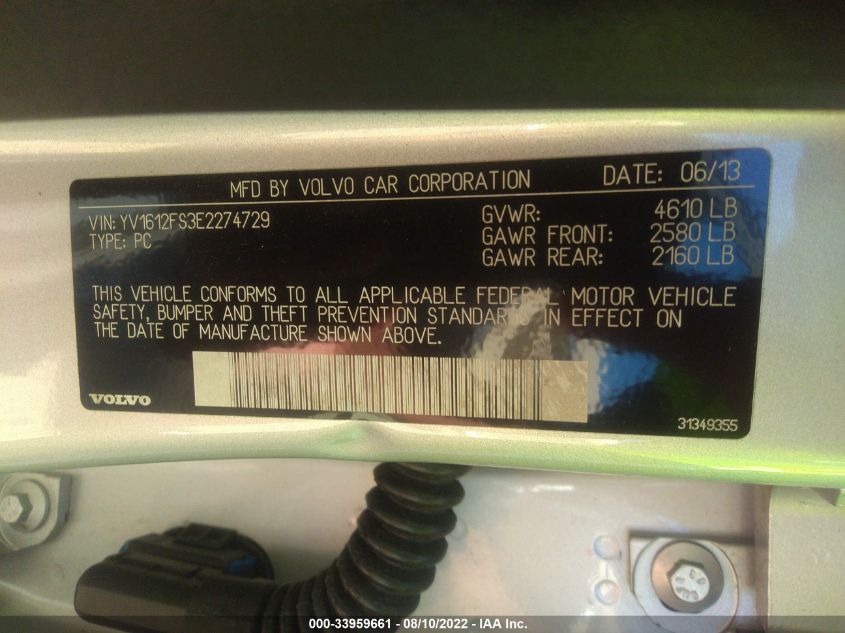 MFD BY VOLVO CAR CORPORATION DATE: 06/13
VIN: YV1612FS3E2274729
TYPE: PC
GVWR: 4610 LB
GAWR FRONT: 2580 LB
GAWR REAR: 2160 LB
THIS VEHICLE CONFORMS TO ALL APPLICABLE FEDERAL MOTOR VEHICLE
SAFETY, BUMPER AND THEFT PREVENTION STANDARDS IN EFFECT ON
THE DATE OF MANUFACTURE SHOWN ABOVE.
VOLVO
31349355
000-33959661 - 08/10/2022 - IAA Inc.